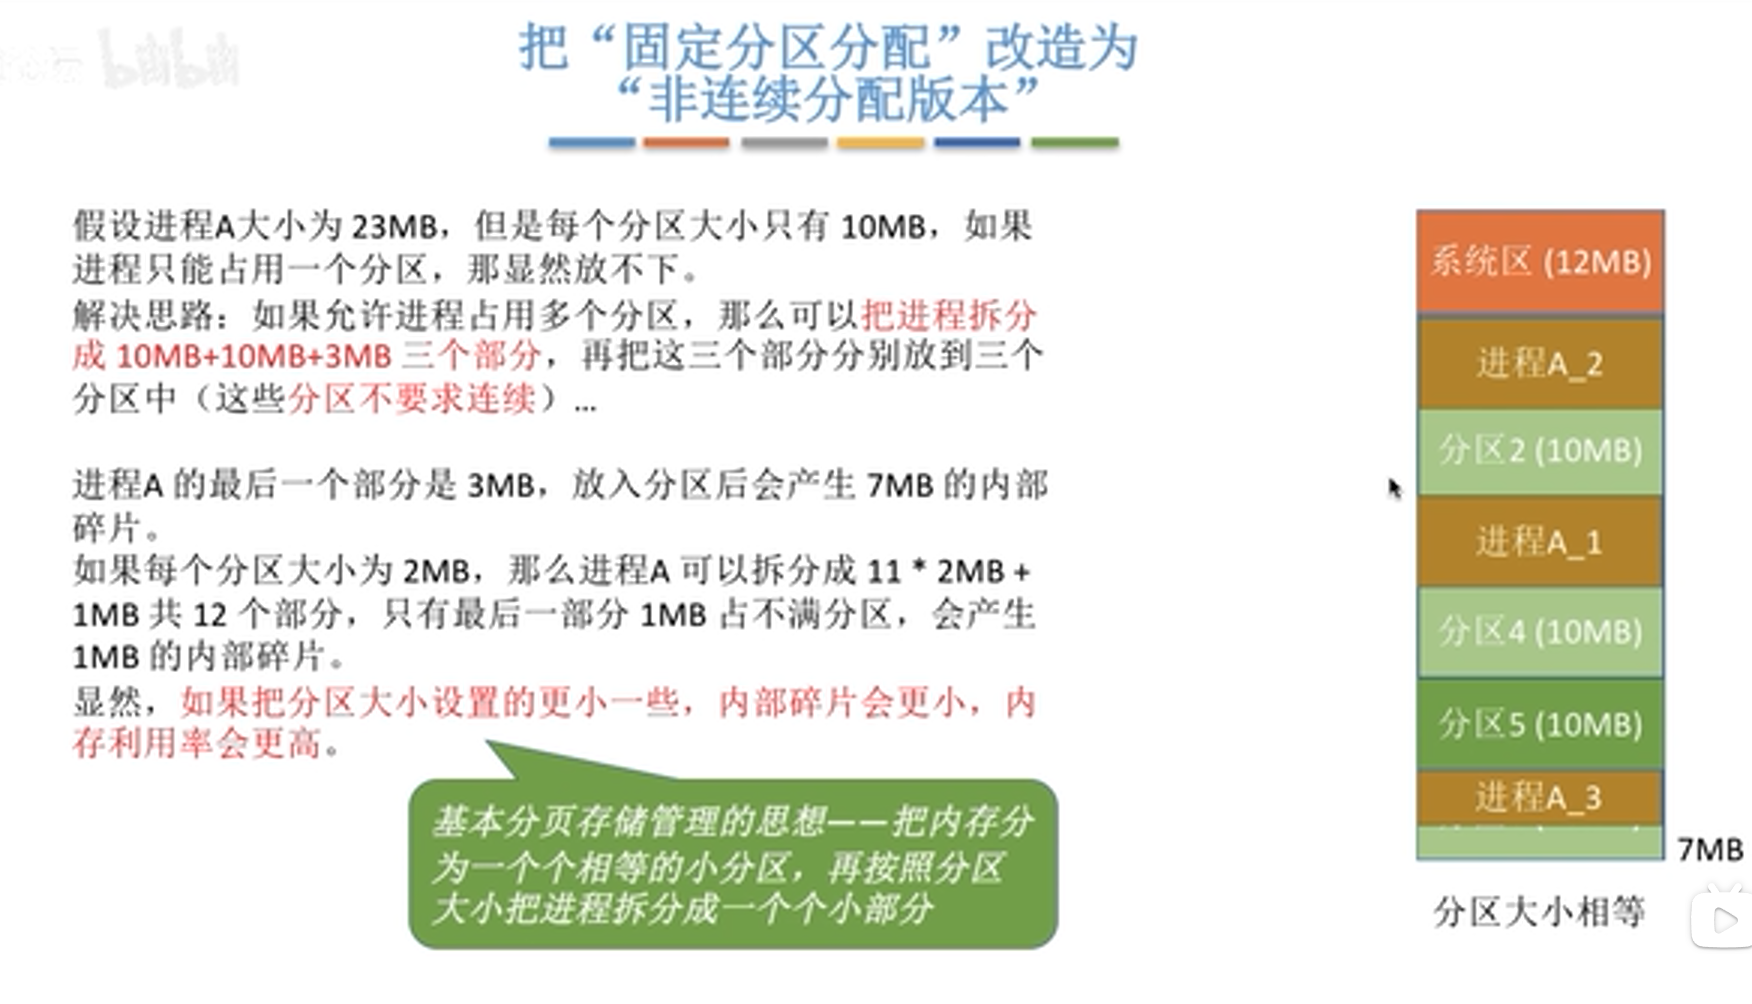 bilibili
把“固定分区分配”改造为
“非连续分配版本”
假设进程A大小为 23MB，但是每个分区大小只有 10MB，如果
进程只能占用一个分区，那显然放不下。
解决思路：如果允许进程占用多个分区，那么可以把进程拆分
成 10MB+10MB+3MB 三个部分，再把这三个部分分别放到三个
分区中（这些分区不要求连续）...
进程A 的最后一个部分是 3MB，放入分区后会产生 7MB 的内部
碎片。
如果每个分区大小为 2MB，那么进程A 可以拆分成 11 * 2MB +
1MB 共 12 个部分，只有最后一部分 1MB 占不满分区，会产生
1MB 的内部碎片。
显然，如果把分区大小设置的更小一些，内部碎片会更小，内
存利用率会更高。
基本分页存储管理的思想——把内存分
为一个个相等的小分区，再按照分区
大小把进程拆分成一个个小部分
系统区 (12MB)
进程A_2
分区2 (10MB)
进程A_1
分区4 (10MB)
分区5 (10MB)
进程A_3
7MB
分区大小相等